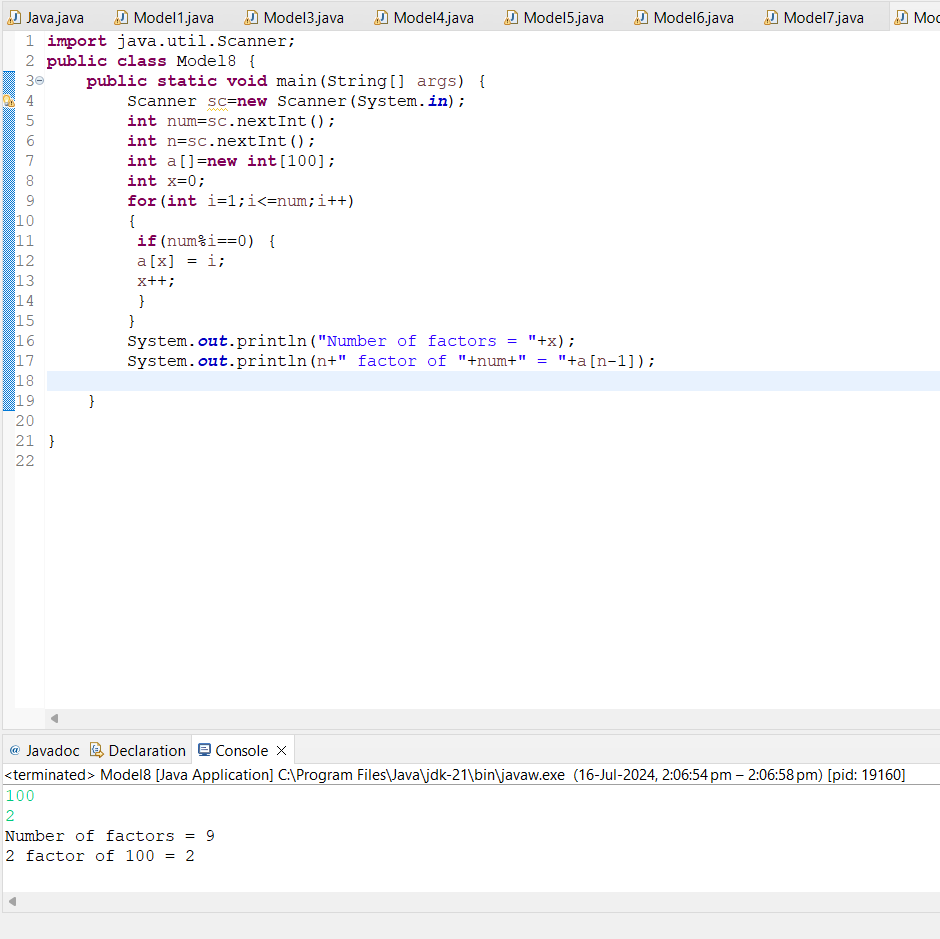 Java.java Model1.java Model3.java Model4.java Model5.java Model6.java Model7.java
1 import java.util.Scanner;
2 public class Model8 {
3 public static void main(String[] args) {
4 Scanner sc=new Scanner(System.in);
5 int num=sc.nextInt();
6 int n=sc.nextInt();
7 int a[]=new int[100];
8 int x=0;
9 for(int i=1;i<=num;i++)
10 {
11 if(num%i==0) {
12 a[x] = i;
13 x++;
14 }
15 }
16 System.out.println("Number of factors = "+x);
17 System.out.println(n+" factor of "+num+" = "+a[n-1]);
18
19 }
20
21 }
22
@ Javadoc Declaration Console
<terminated> Model8 [Java Application] C:\Program Files\Java\jdk-21\bin\javaw.exe (16-Jul-2024, 2:06:54 pm – 2:06:58 pm) [pid: 19160]
100
2
Number of factors = 9
2 factor of 100 = 2